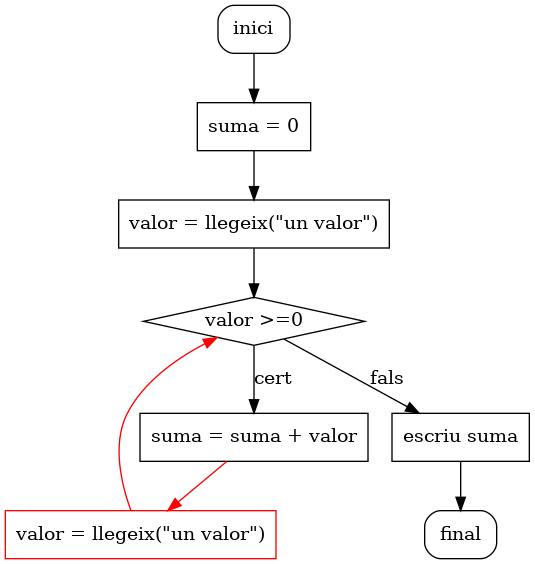 inici
suma = 0
valor = llegeix("un valor")
valor >=0
cert
fals
suma = suma + valor
escriu suma
valor = llegeix("un valor")
final